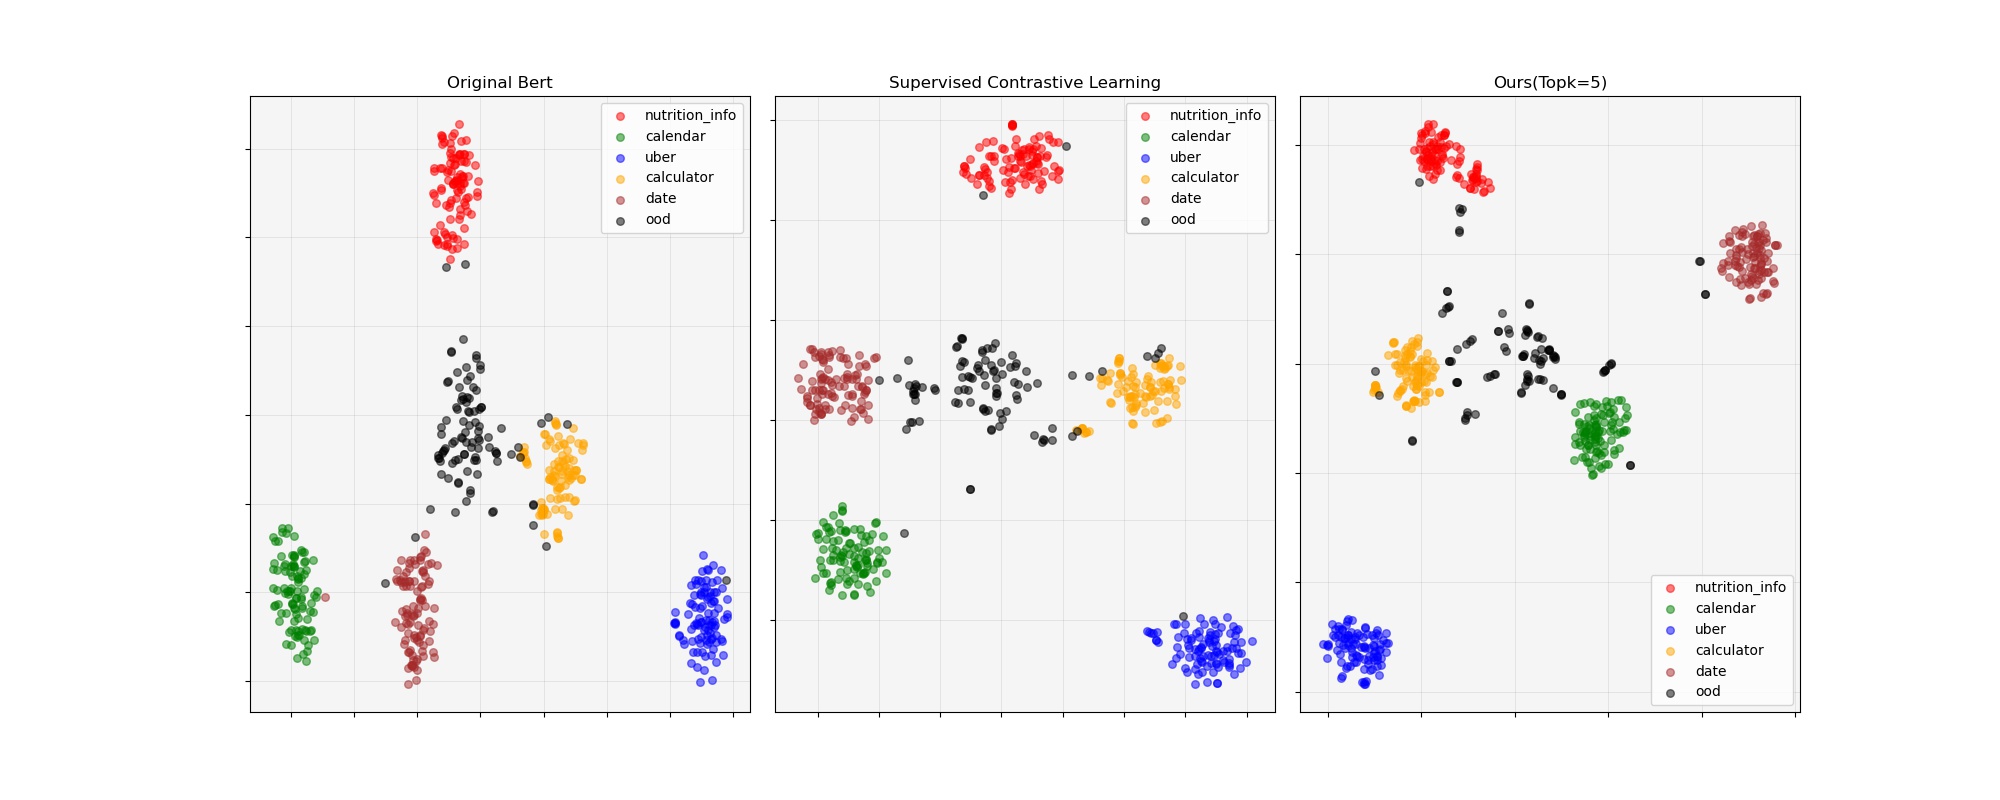 Original Bert
nutrition_info
calendar
uber
calculator
date
ood
Supervised Contrastive Learning
nutrition_info
calendar
uber
calculator
date
ood
Ours(Topk=5)
nutrition_info
calendar
uber
calculator
date
ood